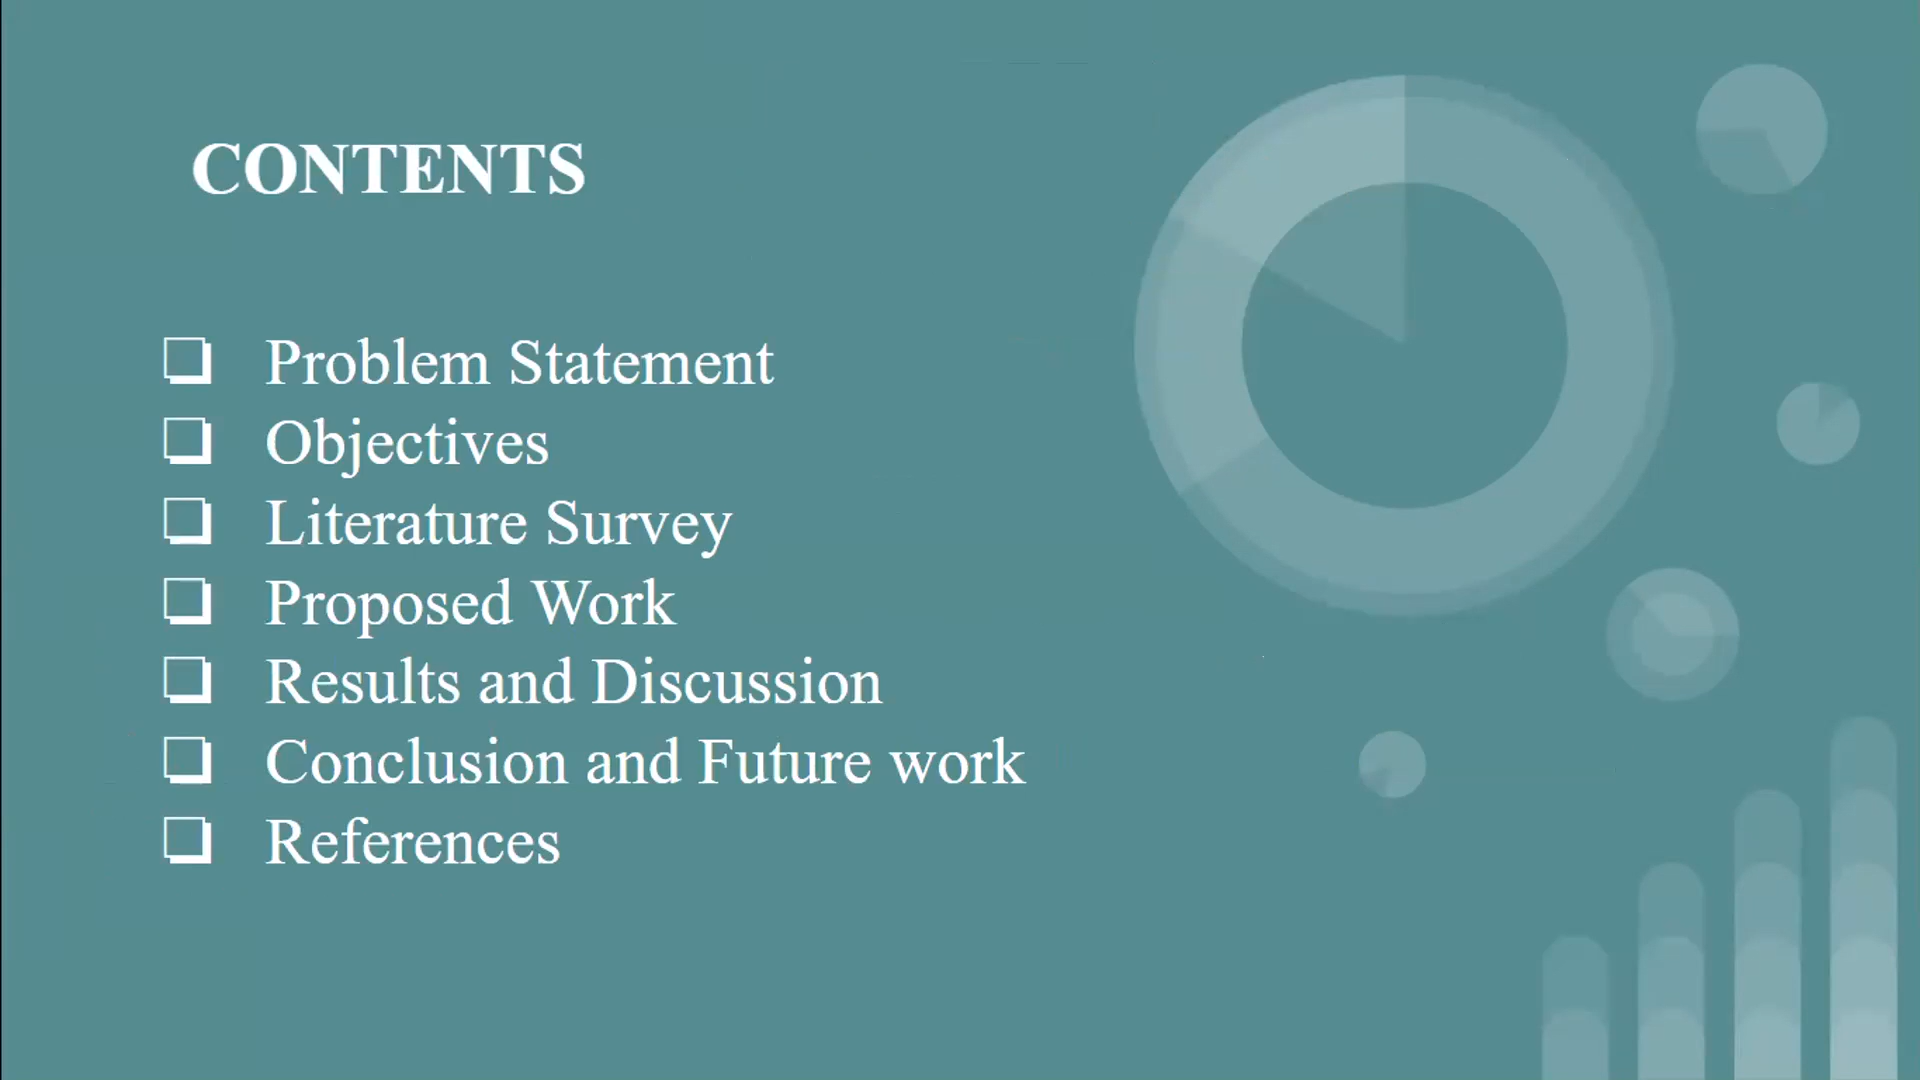 CONTENTS
❏ Problem Statement
❏ Objectives
❏ Literature Survey
❏ Proposed Work
❏ Results and Discussion
❏ Conclusion and Future work
❏ References